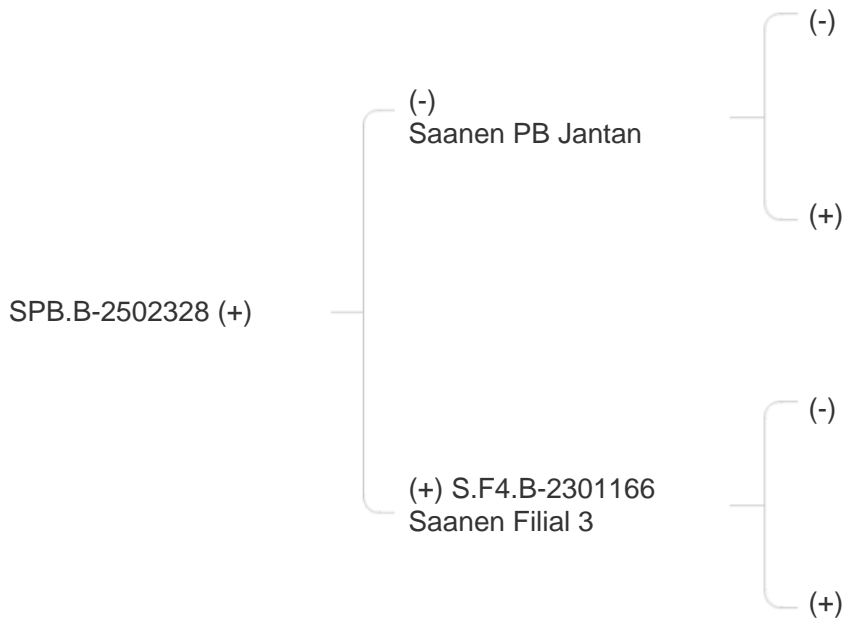 (-)
(-)
Saanen PB Jantan
(+)
SPB.B-2502328 (+)
(-)
(+) S.F4.B-2301166
Saanen Filial 3
(+)